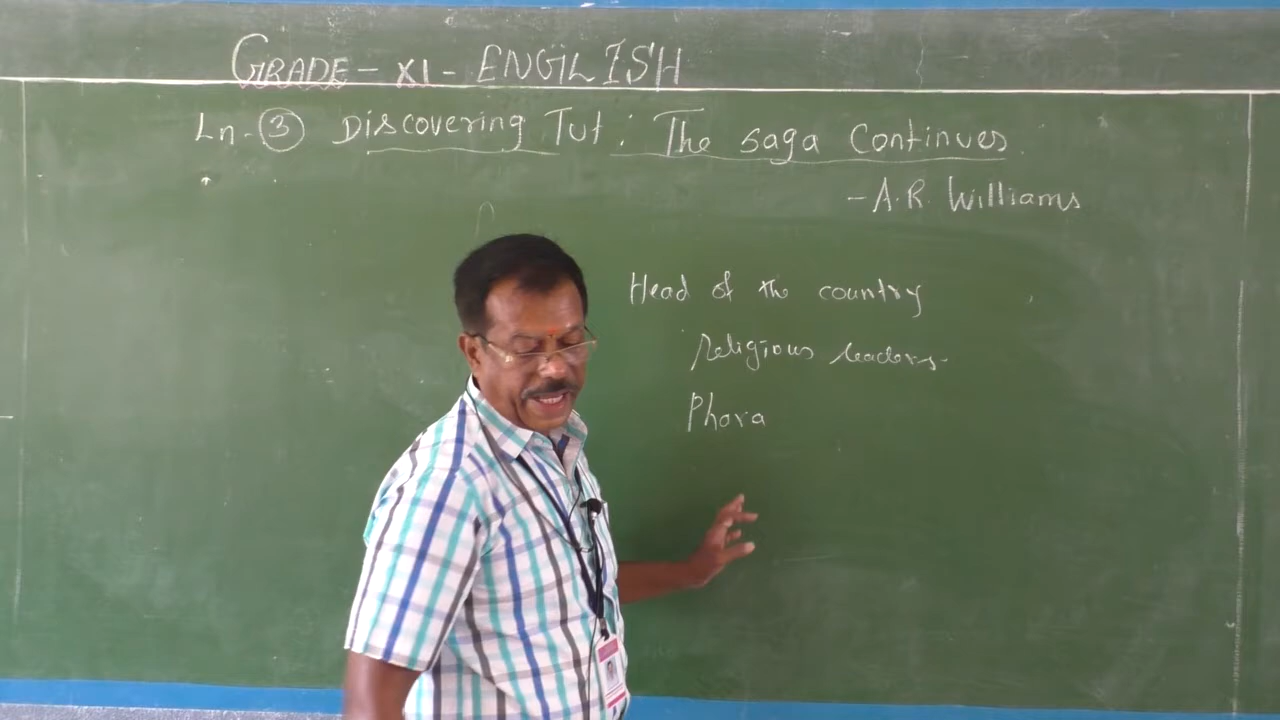 GRADE - XI - ENGLISH
Ln. 3 Discovering Tut : The saga Continues
- A.R. Williams
Head of the country
religious leaders.
Phora